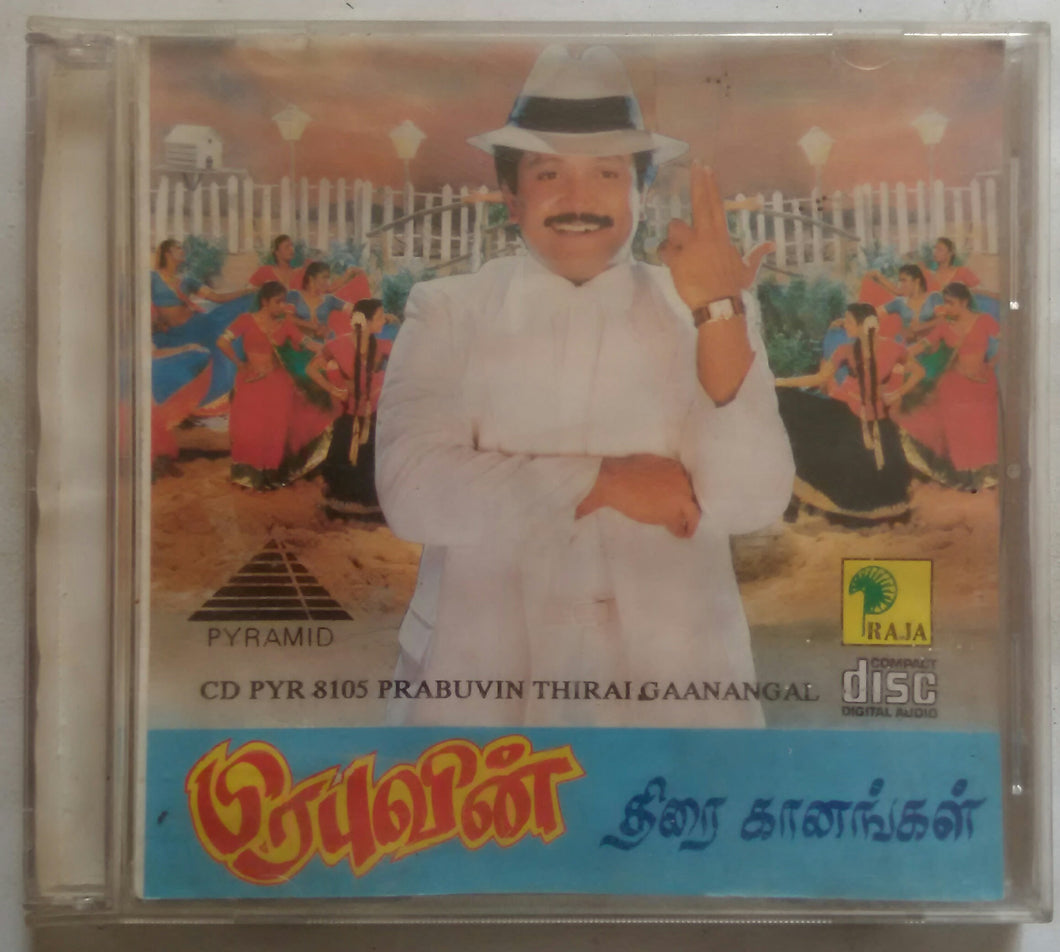 PYRAMID
RAJA
CD PYR 8105 PRABUVIN THIRAI GAANANGAL
COMPACT
disc
DIGITAL AUDIO
பிரபுவின் திரை கானங்கள்